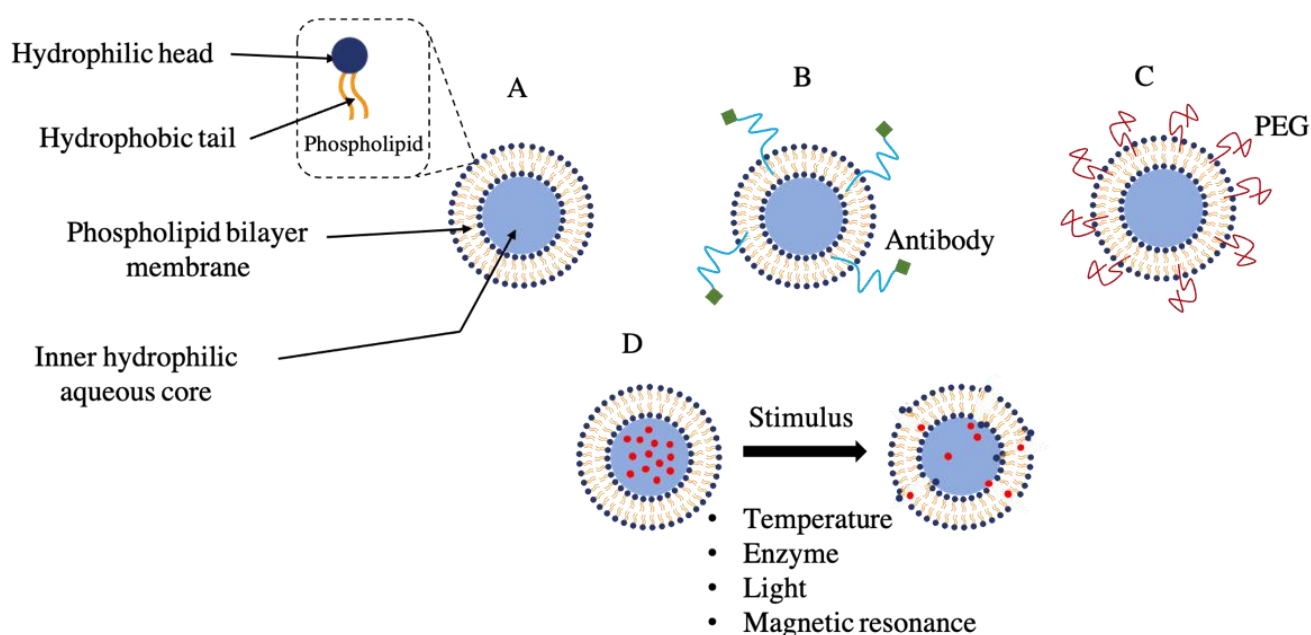 Hydrophilic head
Hydrophobic tail
Phospholipid
Phospholipid bilayer
membrane
Inner hydrophilic
aqueous core
A
B
Antibody
C
PEG
D
Stimulus
• Temperature
• Enzyme
• Light
• Magnetic resonance